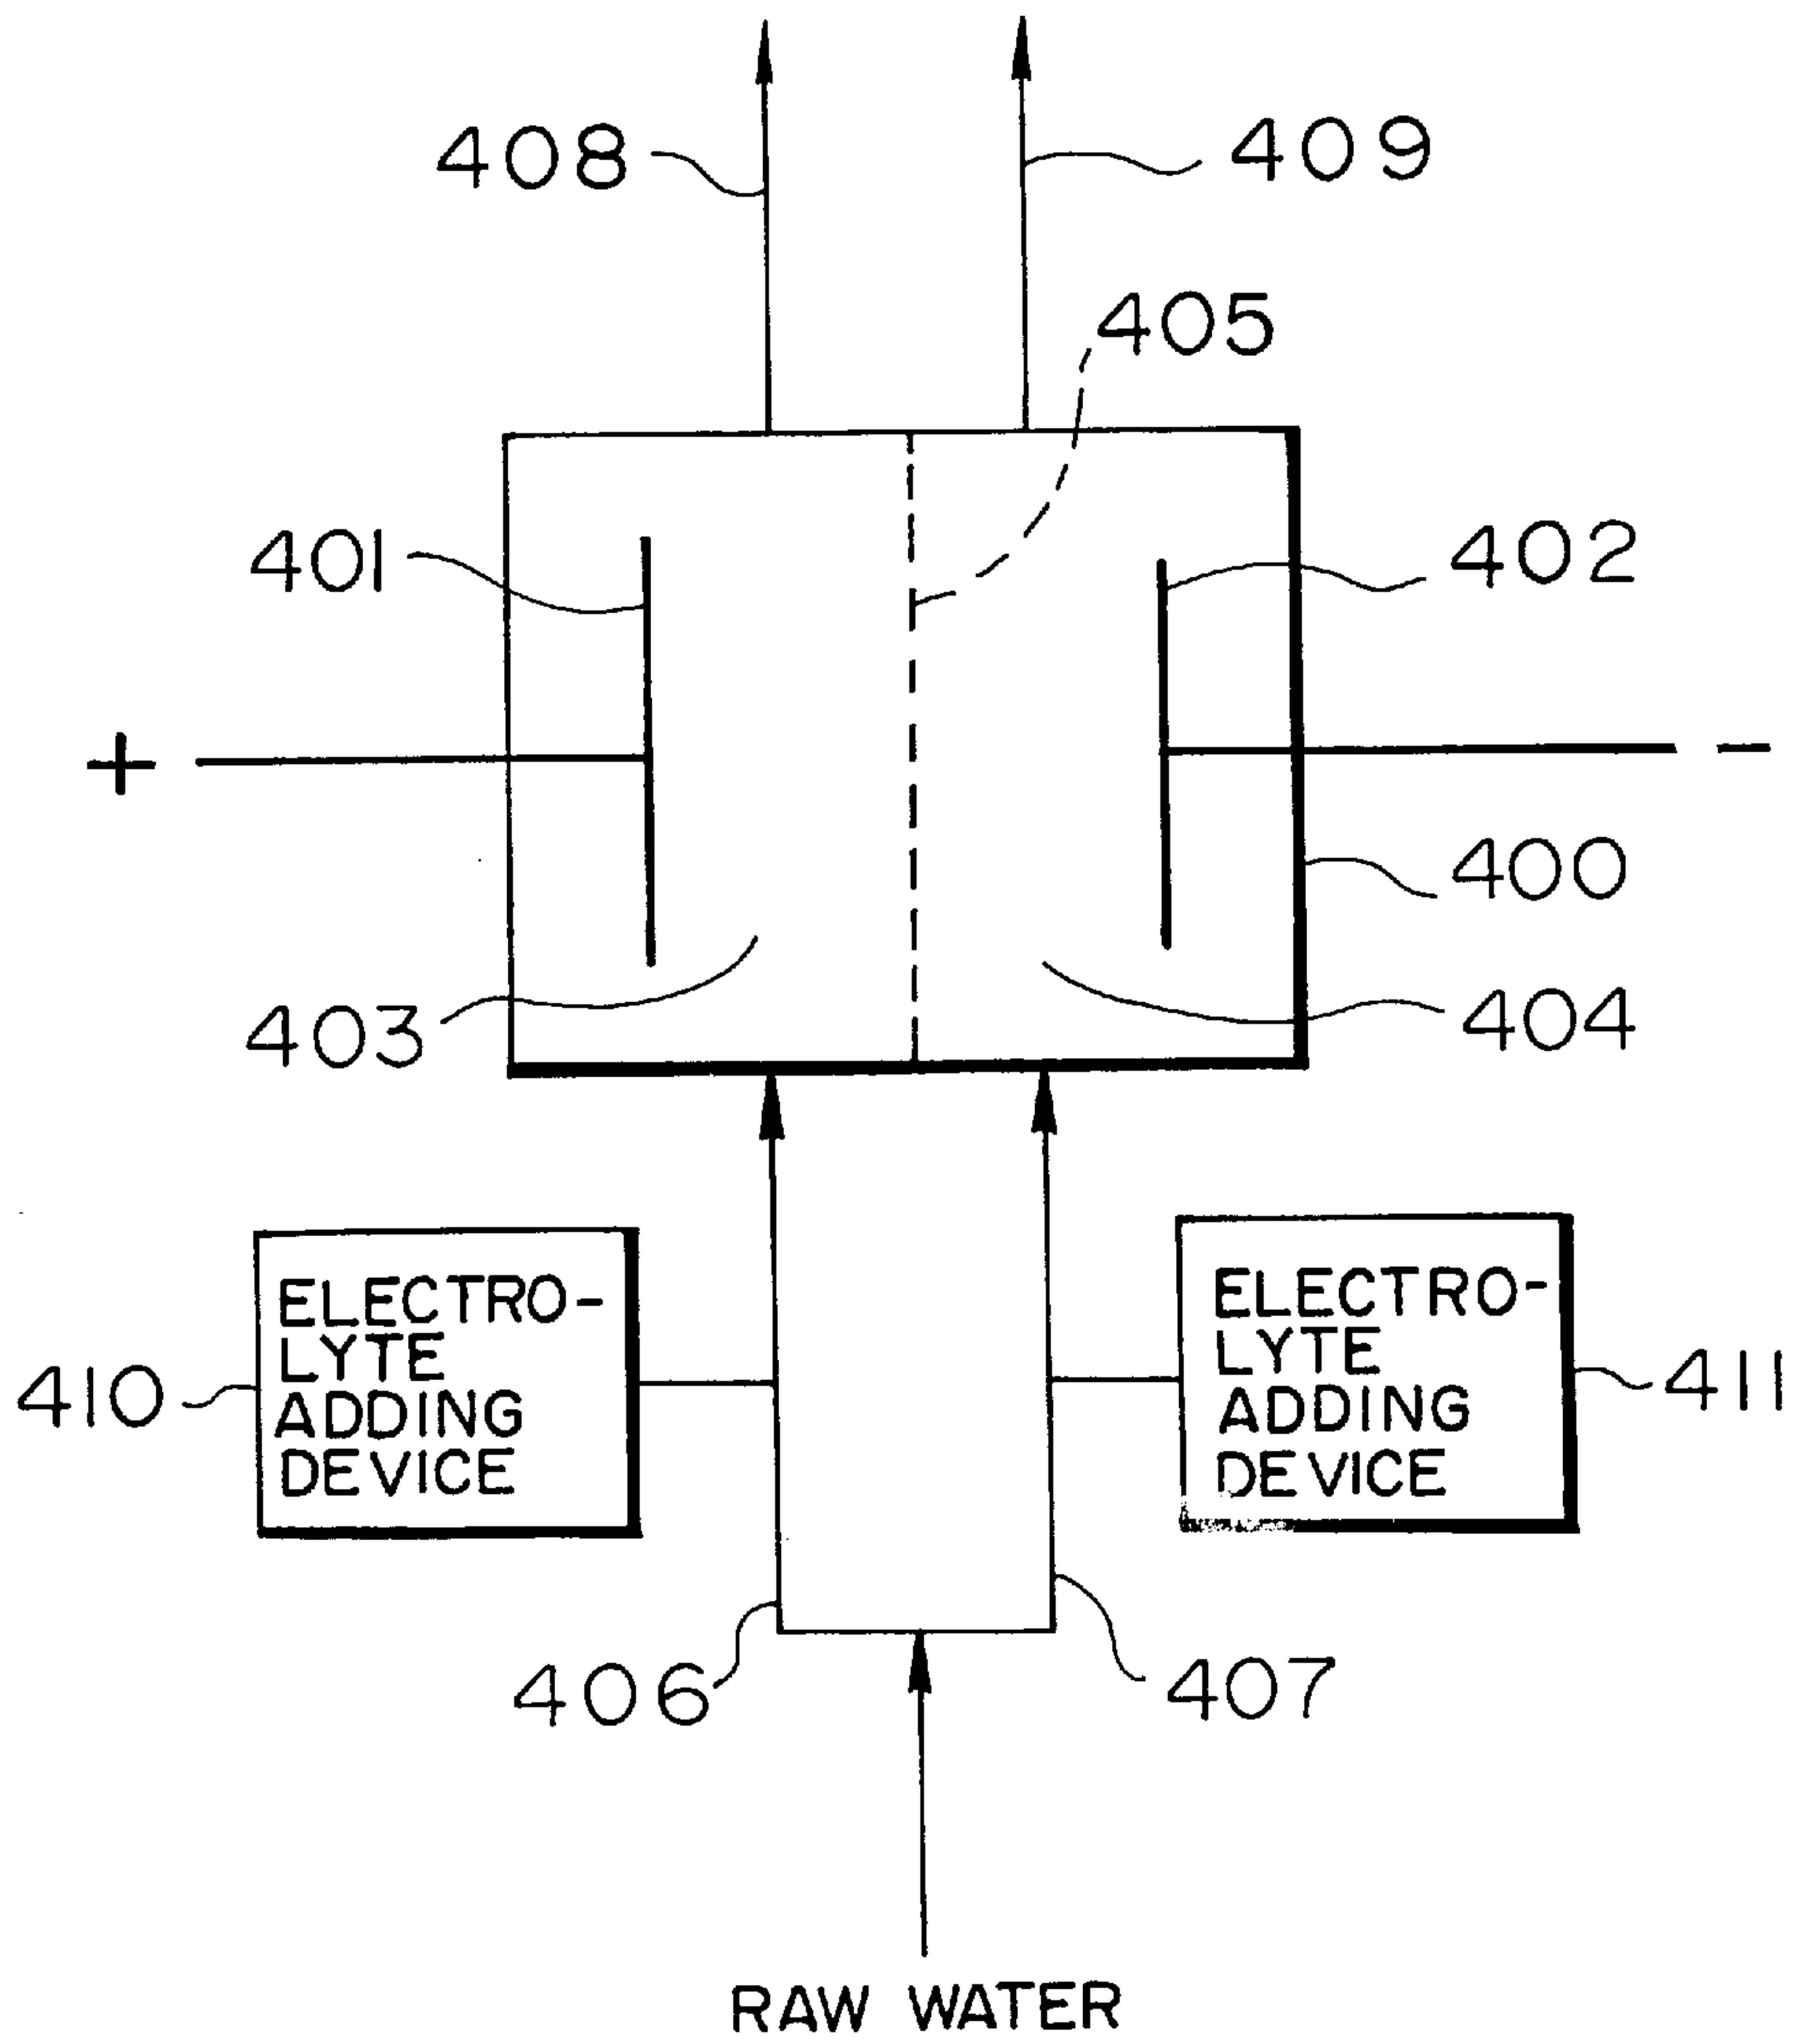 408
409
405
401
402
+
-
400
403
404
ELECTRO-
LYTE
ADDING
DEVICE
ELECTRO-
LYTE
ADDING
DEVICE
410
411
406
407
RAW WATER